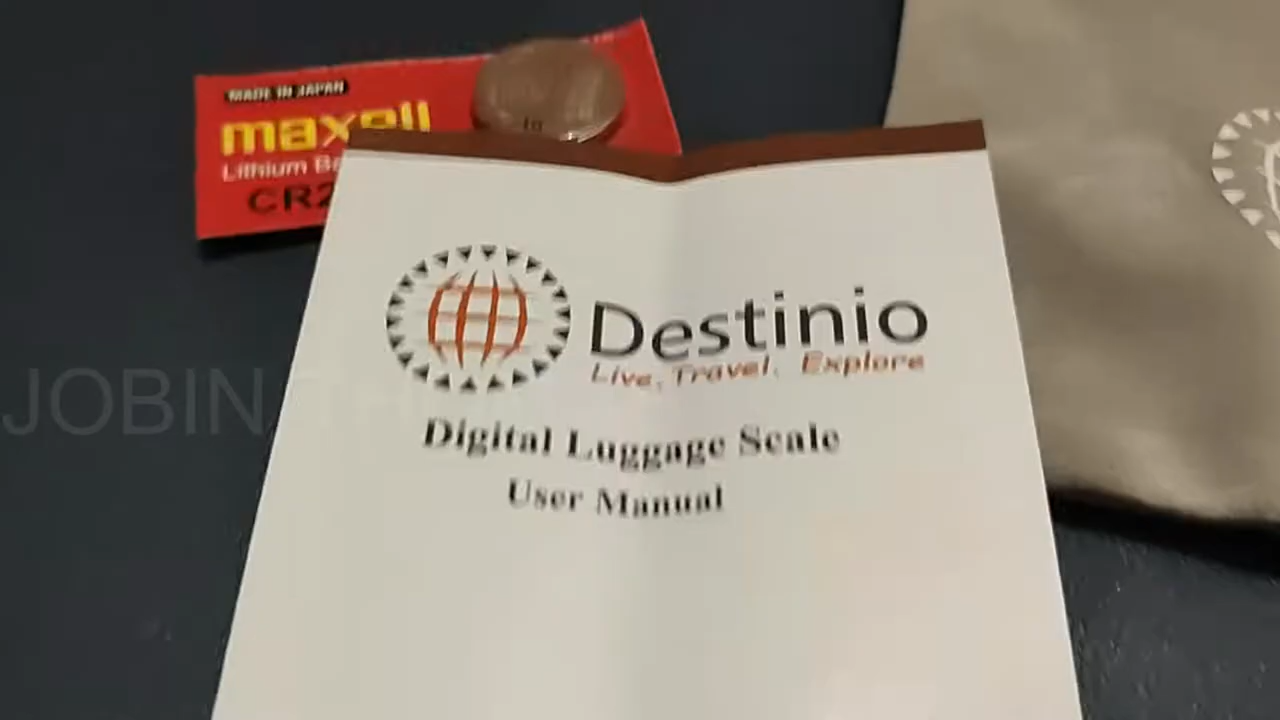 MADE IN JAPAN
maxell
Lithium
Destinio
Live, Travel, Explore
Digital Luggage Scale
User Manual
JOBIN